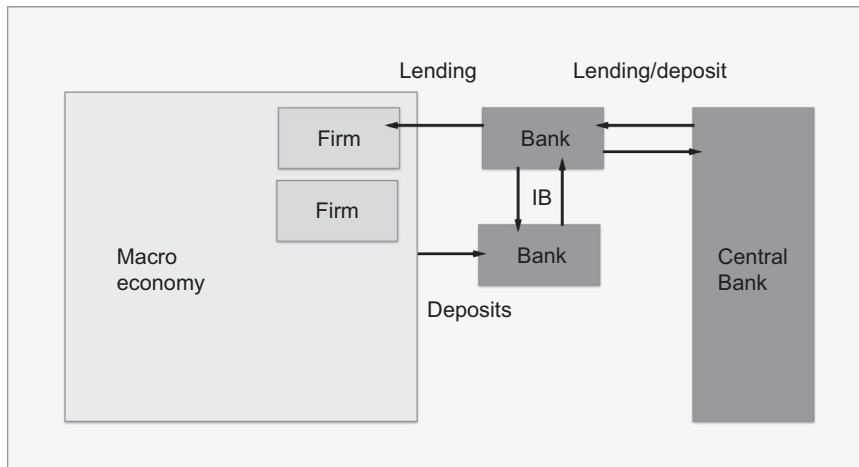 Lending
Lending/deposit
Firm
Bank
Firm
IB
Macro
economy
Bank
Central
Bank
Deposits